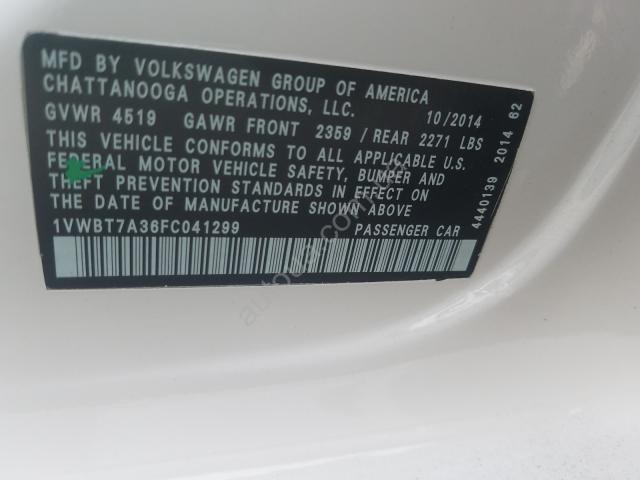 MFD BY VOLKSWAGEN GROUP OF AMERICA
CHATTANOOGA OPERATIONS, LLC.
GVWR 4519 GAWR FRONT 2359 / REAR 2271 LBS 10/2014
THIS VEHICLE CONFORMS TO ALL APPLICABLE U.S.
FEDERAL MOTOR VEHICLE SAFETY, BUMPER AND
THEFT PREVENTION STANDARDS IN EFFECT ON
THE DATE OF MANUFACTURE SHOWN ABOVE
1VWBT7A36FC041299 PASSENGER CAR
4440139 2014 62